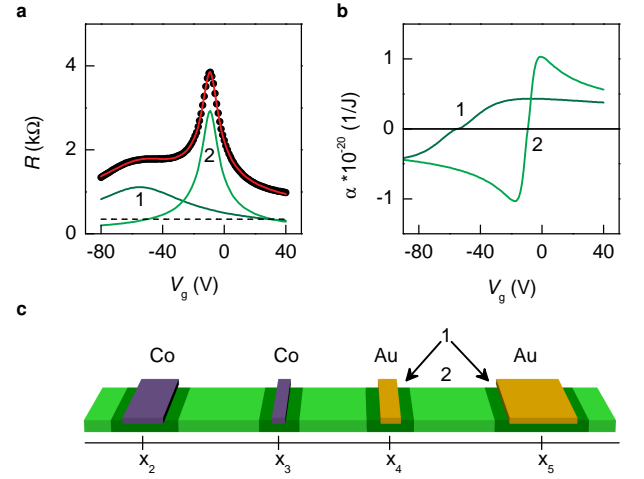 a
b
4
2
0
R (kΩ)
1
2
-80
-40
0
40
V_g (V)
1
0
-1
α *10^-20 (1/J)
1
2
-80
-40
0
40
V_g (V)
c
Co
Co
Au
1
Au
2
x_2
x_3
x_4
x_5